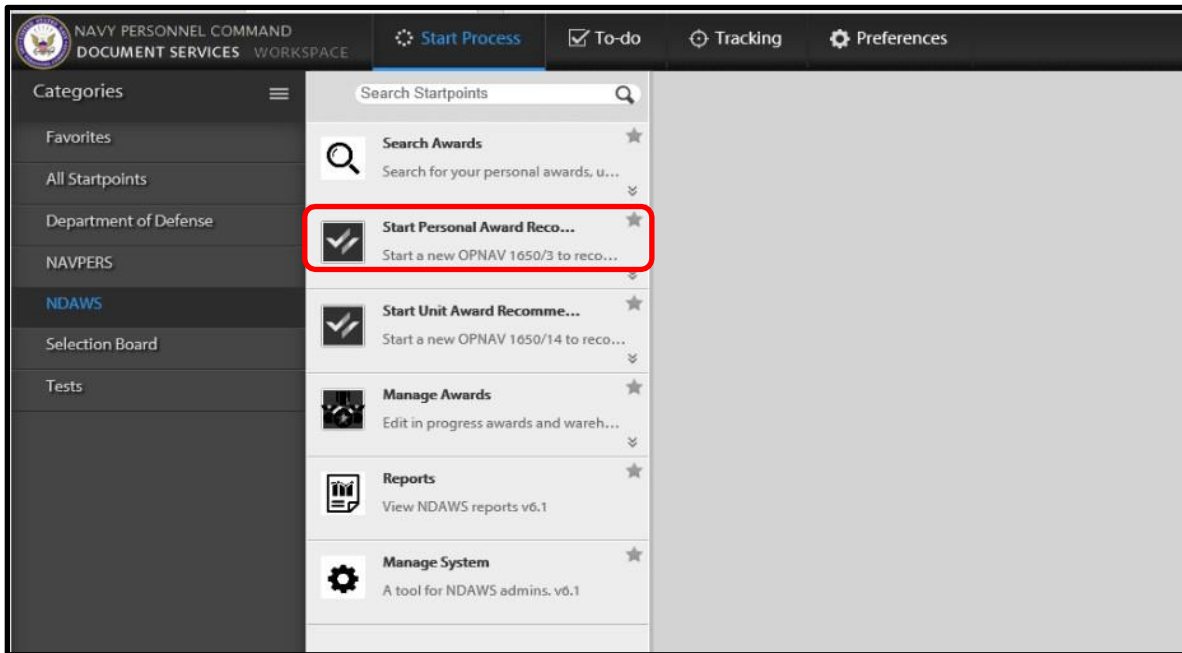 NAVY PERSONNEL COMMAND
DOCUMENT SERVICES WORKSPACE
Start Process
To-do
Tracking
Preferences
Categories
Favorites
All Startpoints
Department of Defense
NAVPERS
NDAWS
Selection Board
Tests
Search Startpoints
Search Awards
Search for your personal awards, u...
Start Personal Award Reco...
Start a new OPNAV 1650/3 to reco...
Start Unit Award Recomme...
Start a new OPNAV 1650/14 to reco...
Manage Awards
Edit in progress awards and wareh...
Reports
View NDAWS reports v6.1
Manage System
A tool for NDAWS admins. v6.1